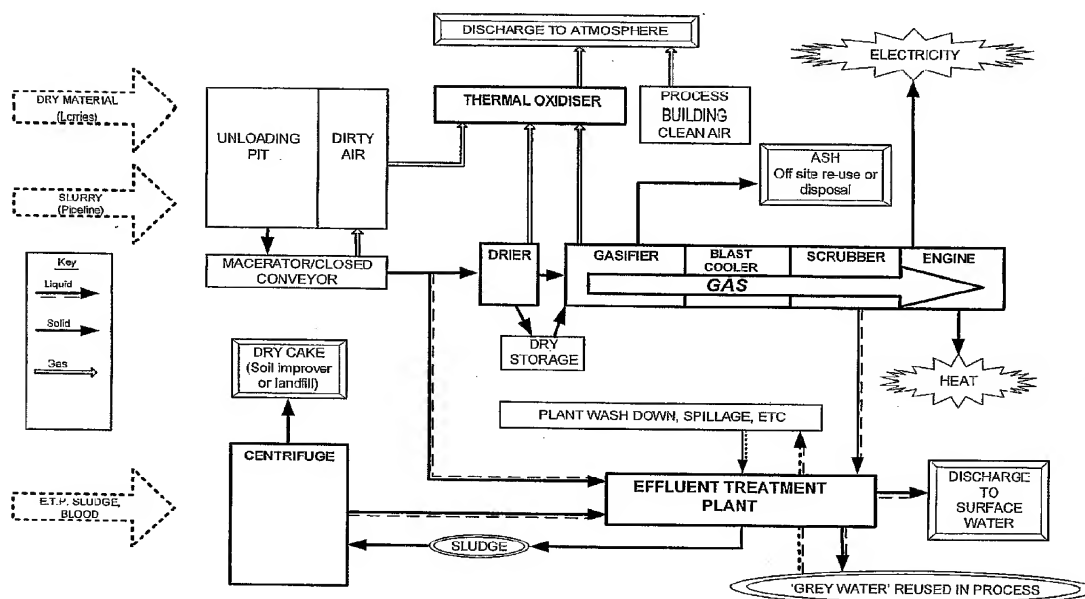 DISCHARGE TO ATMOSPHERE
ELECTRICITY
DRY MATERIAL
(Lorries)
THERMAL OXIDISER
PROCESS
BUILDING
CLEAN AIR
UNLOADING
PIT
DIRTY
AIR
ASH
Off site re-use or
disposal
SLURRY
(Pipeline)
MACERATOR/CLOSED
CONVEYOR
DRIER
GASIFIER
BLAST
COOLER
SCRUBBER
ENGINE
GAS
Key
Liquid
Solid
Gas
DRY
STORAGE
DRY CAKE
(Soil improver
or landfill)
HEAT
PLANT WASH DOWN, SPILLAGE, ETC
CENTRIFUGE
EFFLUENT TREATMENT
PLANT
DISCHARGE
TO
SURFACE
WATER
E.T.P. SLUDGE,
BLOOD
SLUDGE
'GREY WATER' REUSED IN PROCESS